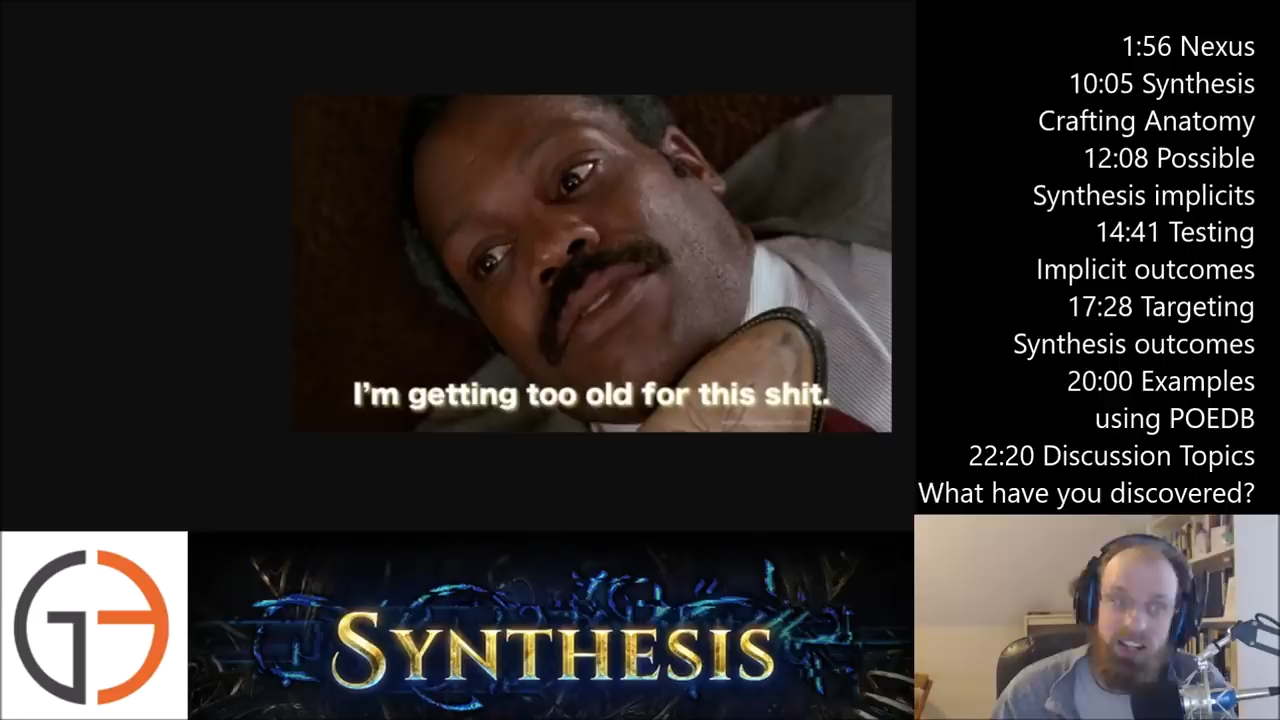 I'm getting too old for this shit.
1:56 Nexus
10:05 Synthesis
Crafting Anatomy
12:08 Possible
Synthesis implicits
14:41 Testing
Implicit outcomes
17:28 Targeting
Synthesis outcomes
20:00 Examples
using POEDB
22:20 Discussion Topics
What have you discovered?
SYNTHESIS